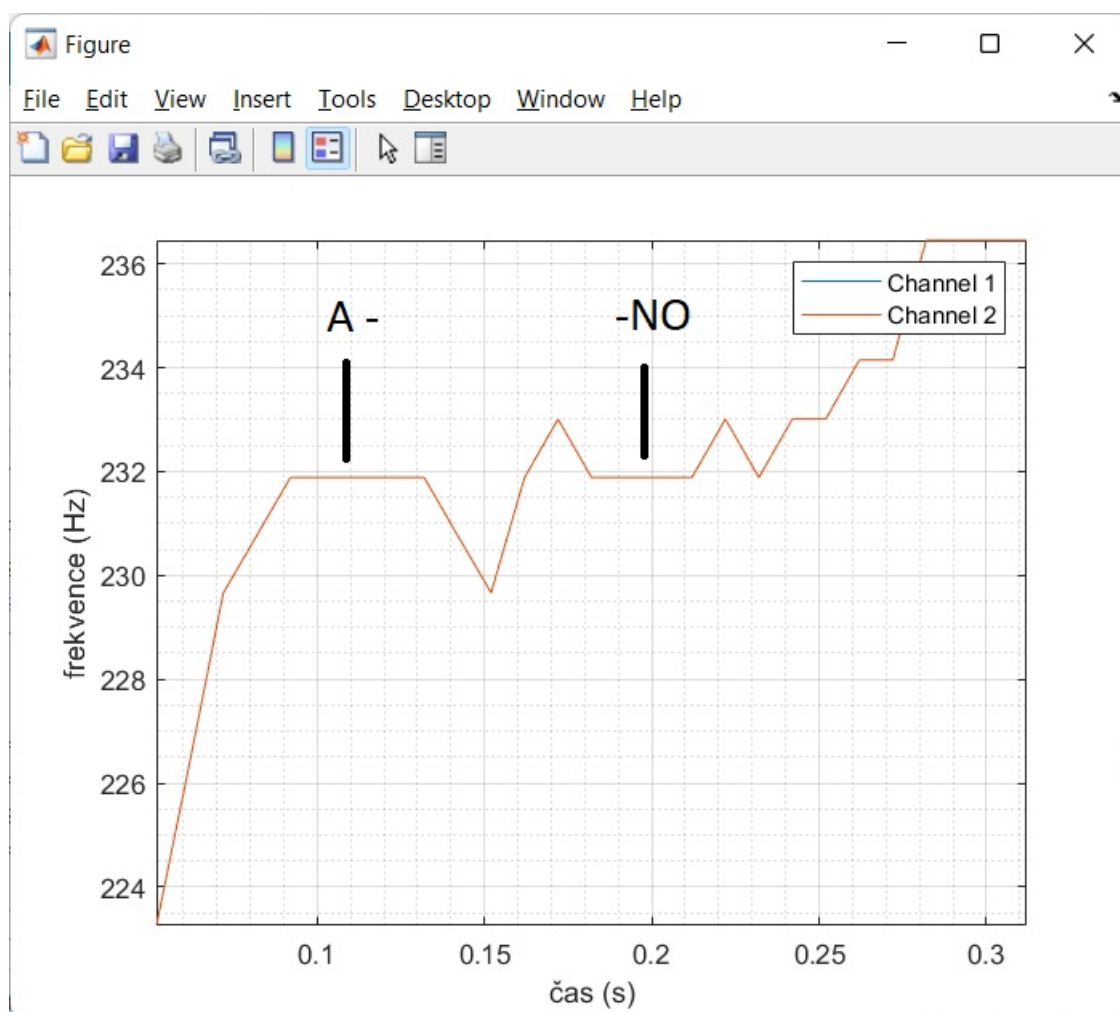 Figure
File Edit View Insert Tools Desktop Window Help
236
234
232
230
228
226
224
frekvence (Hz)
A -
-NO
Channel 1
Channel 2
0.1 0.15 0.2 0.25 0.3
čas (s)